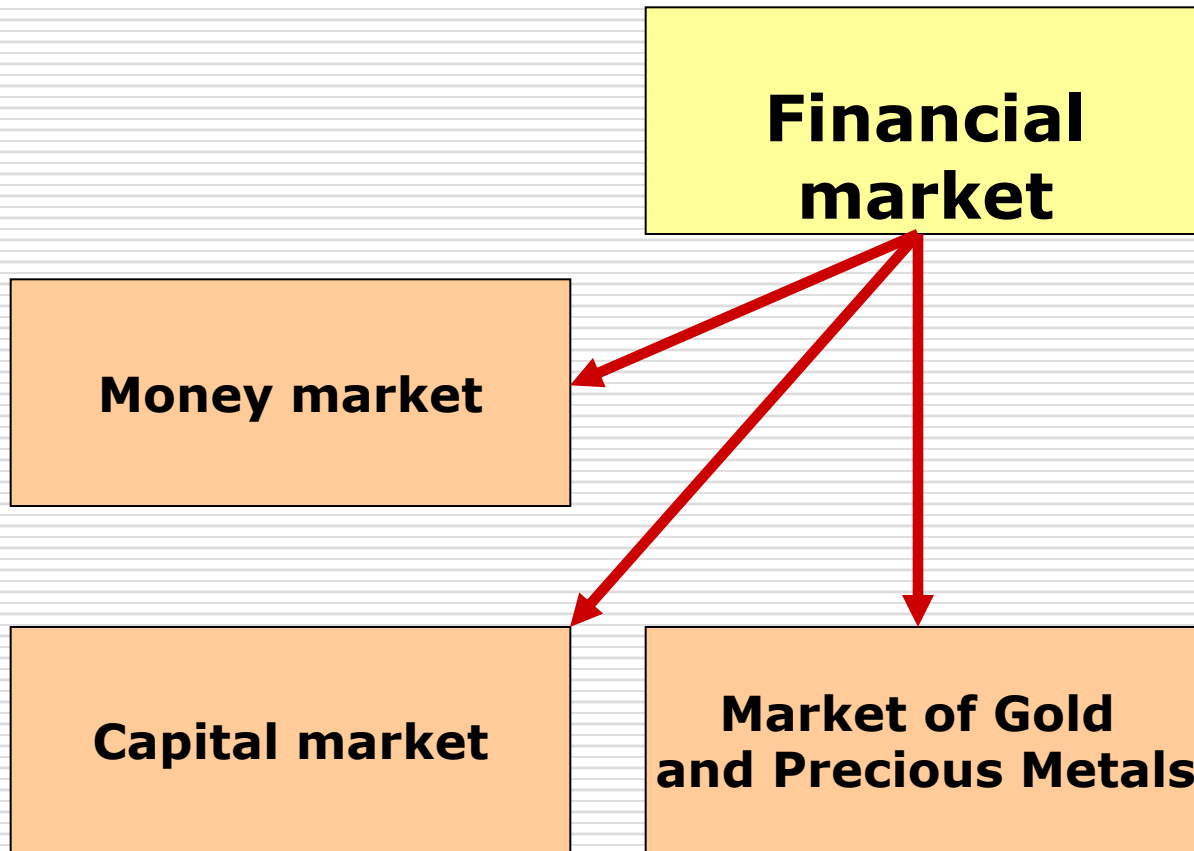 Financial
market
Money market
Capital market
Market of Gold
and Precious Metals